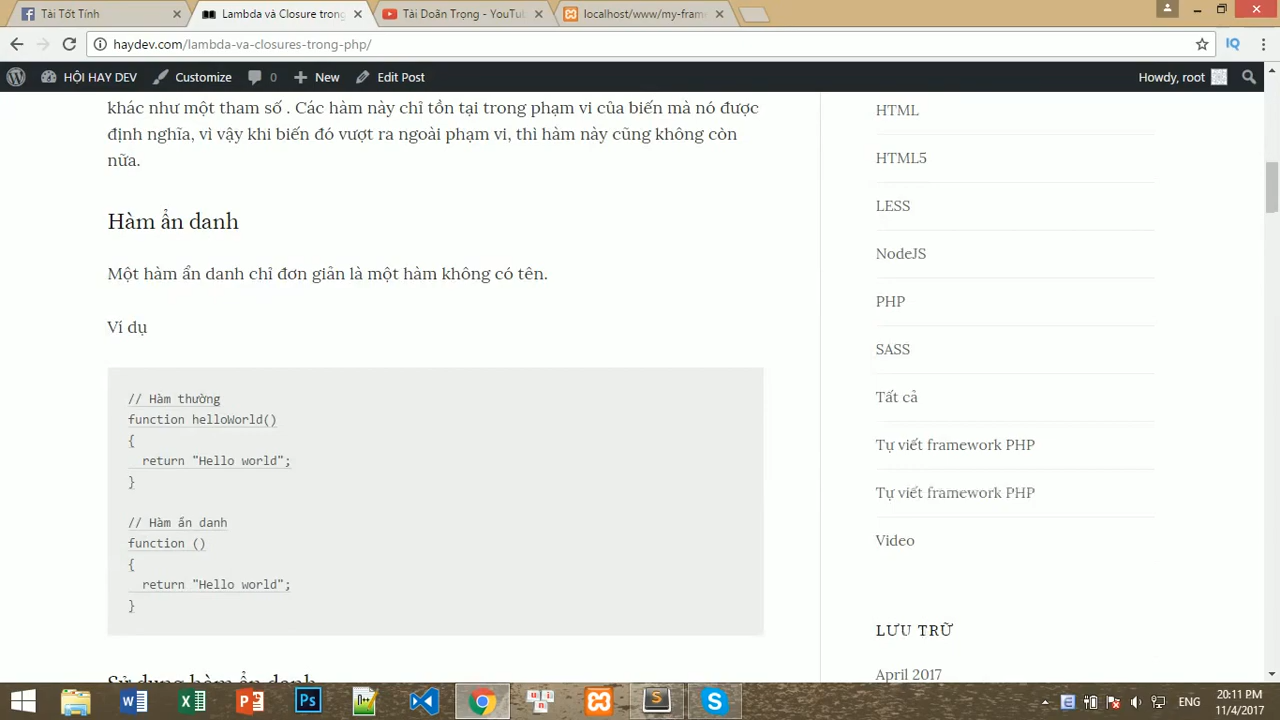 Tài Tốt Tính
Lambda và Closure trong
Tài Doãn Trọng - YouTu
localhost/www/my-fram
haydev.com/lambda-va-closures-trong-php/
IQ
HỘI HAY DEV
Customize
0
New
Edit Post
Howdy, root
khác như một tham số . Các hàm này chỉ tồn tại trong phạm vi của biến mà nó được
định nghĩa, vì vậy khi biến đó vượt ra ngoài phạm vi, thì hàm này cũng không còn
nữa.
Hàm ẩn danh
Một hàm ẩn danh chỉ đơn giản là một hàm không có tên.
Ví dụ
// Hàm thường
function helloWorld()
{
return "Hello world";
}
// Hàm ẩn danh
function ()
{
return "Hello world";
}
Sử dụng hàm ẩn danh
HTML
HTML5
LESS
NodeJS
PHP
SASS
Tất cả
Tự viết framework PHP
Tự viết framework PHP
Video
LƯU TRỮ
April 2017
ENG
20:11 PM
11/4/2017